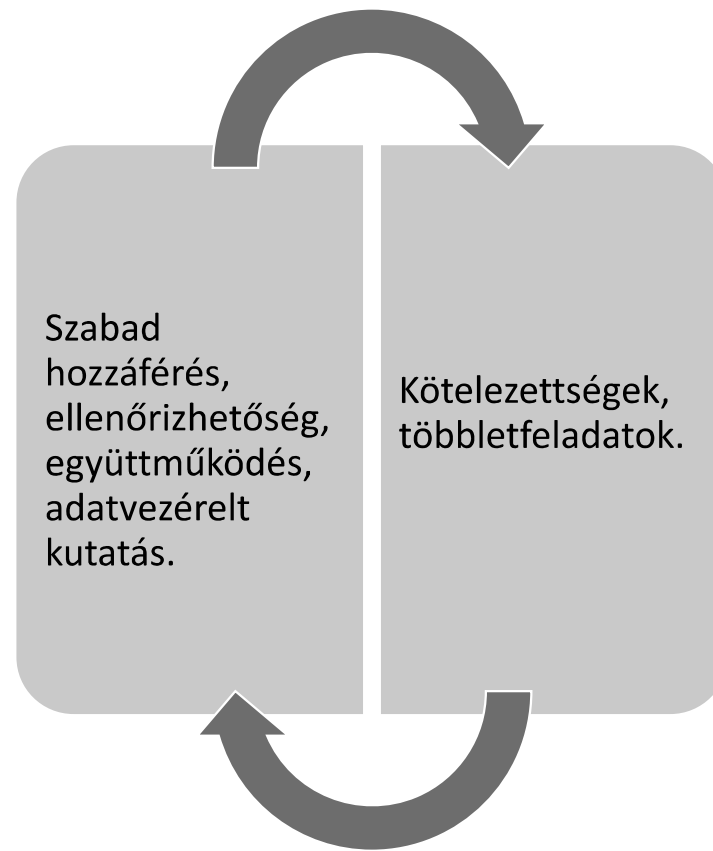 Szabad
hozzáférés,
ellenőrizhetőség,
együttműködés,
adatvezérelt
kutatás.
Kötelezettségek,
többletfeladatok.